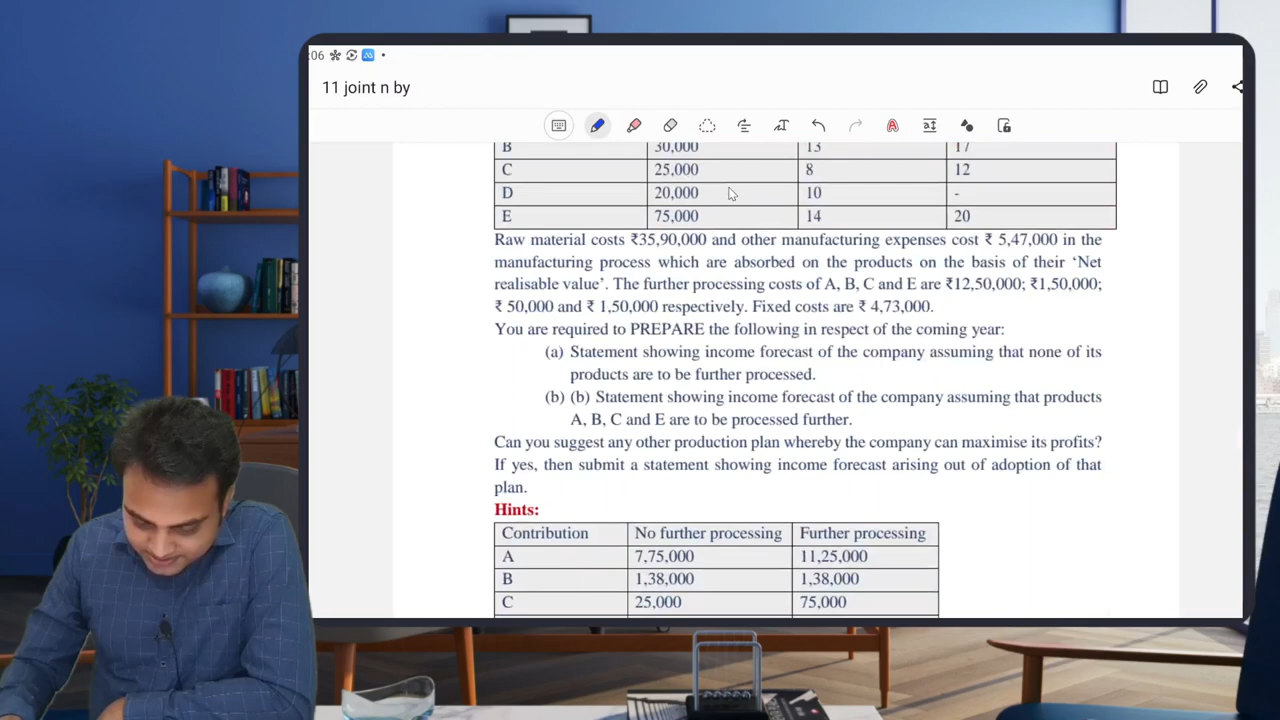 :06
11 joint n by
B 30,000 13 17
C 25,000 8 12
D 20,000 10 -
E 75,000 14 20
Raw material costs ₹35,90,000 and other manufacturing expenses cost ₹ 5,47,000 in the
manufacturing process which are absorbed on the products on the basis of their ‘Net
realisable value’. The further processing costs of A, B, C and E are ₹12,50,000; ₹1,50,000;
₹ 50,000 and ₹ 1,50,000 respectively. Fixed costs are ₹ 4,73,000.
You are required to PREPARE the following in respect of the coming year:
(a) Statement showing income forecast of the company assuming that none of its
products are to be further processed.
(b) (b) Statement showing income forecast of the company assuming that products
A, B, C and E are to be processed further.
Can you suggest any other production plan whereby the company can maximise its profits?
If yes, then submit a statement showing income forecast arising out of adoption of that
plan.
Hints:
Contribution No further processing Further processing
A 7,75,000 11,25,000
B 1,38,000 1,38,000
C 25,000 75,000